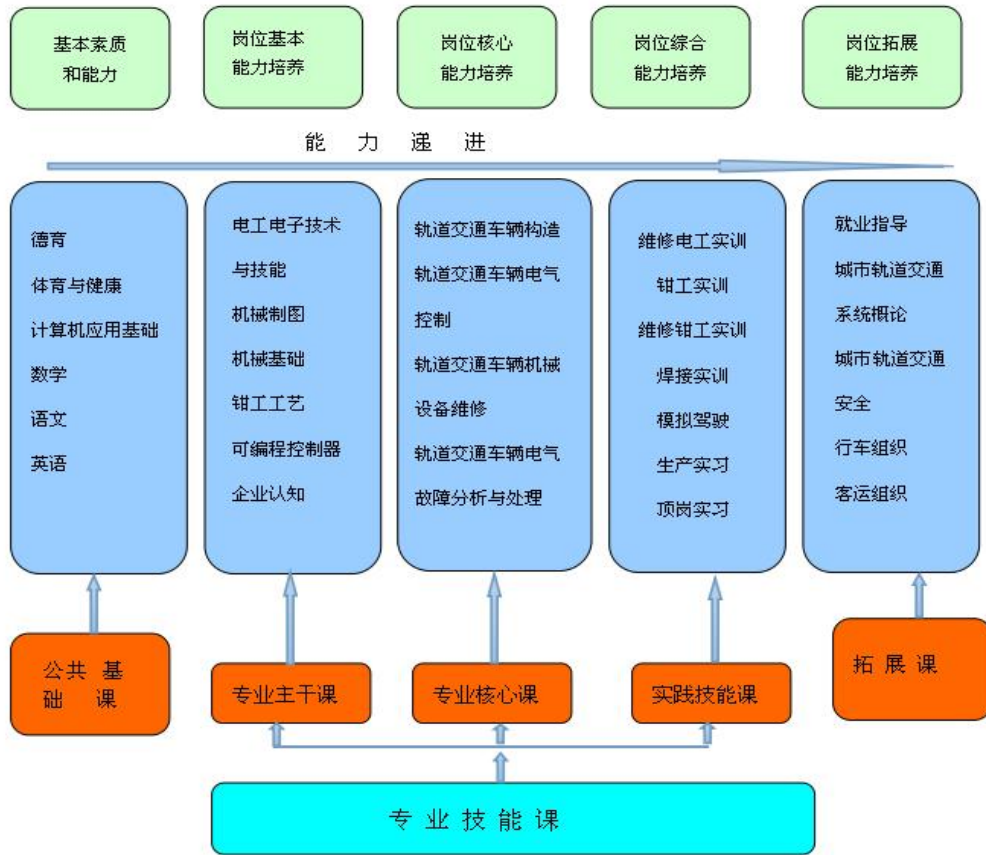 基本素质
和能力
岗位基本
能力培养
岗位核心
能力培养
岗位综合
能力培养
岗位拓展
能力培养
能 力 递 进
德育
体育与健康
计算机应用基础
数学
语文
英语
电工电子技术
与技能
机械制图
机械基础
钳工工艺
可编程控制器
企业认知
轨道交通车辆构造
轨道交通车辆电气
控制
轨道交通车辆机械
设备维修
轨道交通车辆电气
故障分析与处理
维修电工实训
钳工实训
维修钳工实训
焊接实训
模拟驾驶
生产实习
顶岗实习
就业指导
城市轨道交通
系统概论
城市轨道交通
安全
行车组织
客运组织
公共 基
础 课
专业主干课
专业核心课
实践技能课
拓 展 课
专 业 技 能 课